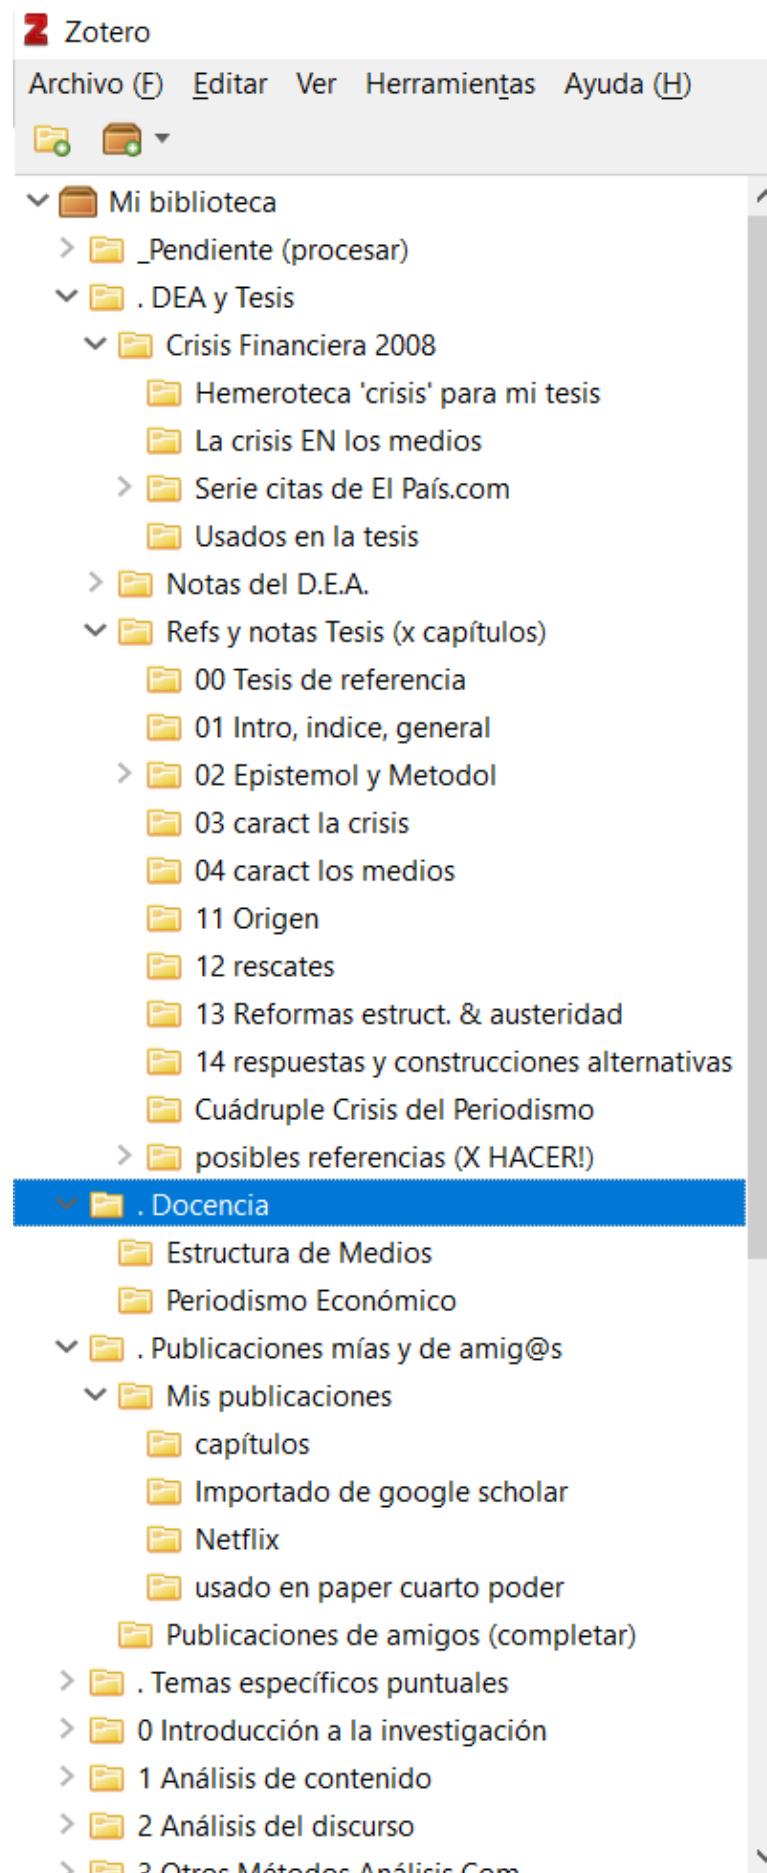 Zotero
Archivo (F) Editar Ver Herramientas Ayuda (H)
Mi biblioteca
_Pendiente (procesar)
. DEA y Tesis
Crisis Financiera 2008
Hemeroteca 'crisis' para mi tesis
La crisis EN los medios
Serie citas de El País.com
Usados en la tesis
Notas del D.E.A.
Refs y notas Tesis (x capítulos)
00 Tesis de referencia
01 Intro, indice, general
02 Epistemol y Metodol
03 caract la crisis
04 caract los medios
11 Origen
12 rescates
13 Reformas estruct. & austeridad
14 respuestas y construcciones alternativas
Cuádruple Crisis del Periodismo
posibles referencias (X HACER!)
. Docencia
Estructura de Medios
Periodismo Económico
. Publicaciones mías y de amig@s
Mis publicaciones
capítulos
Importado de google scholar
Netflix
usado en paper cuarto poder
Publicaciones de amigos (completar)
. Temas específicos puntuales
0 Introducción a la investigación
1 Análisis de contenido
2 Análisis del discurso
3 Otros Métodos Análisis Com